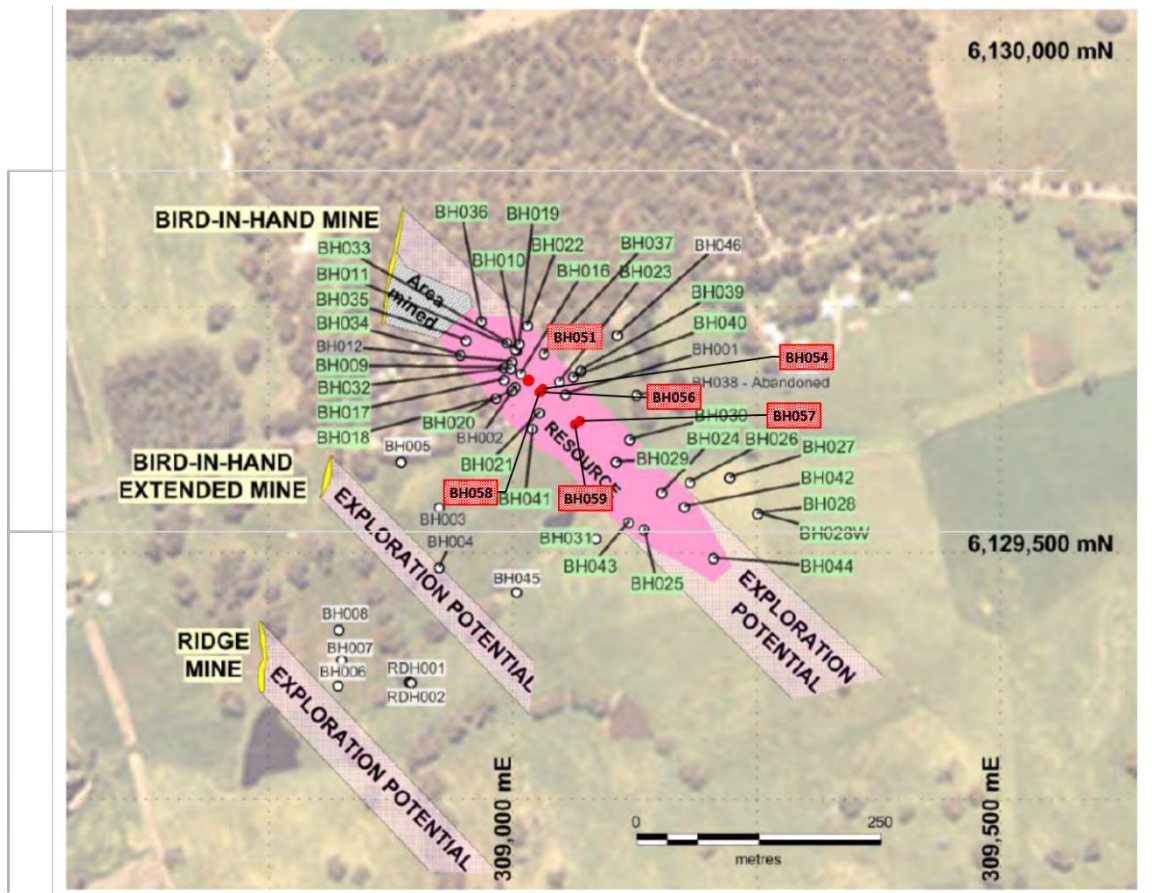 6,130,000 mN
BIRD-IN-HAND MINE
BH036
BH019
BH033
BH022
BH037
BH046
BH010
BH016
BH023
BH011
Area
mined
BH035
BH039
BH034
BH051
BH040
BH012
BH001
BH054
BH009
BH038 - Abandoned
BH032
BH056
BH017
BH030
BH057
BH020
BH018
BH002
BH024
BH026
BH027
BH005
RESOURCE
BH021
BH029
BIRD-IN-HAND
EXTENDED MINE
BH042
BH058
BH041
BH059
BH028
BH003
BH028W
BH004
BH031
6,129,500 mN
EXPLORATION POTENTIAL
BH043
BH044
BH045
BH025
EXPLORATION
POTENTIAL
BH008
RIDGE
MINE
BH007
BH006
RDH001
RDH002
EXPLORATION POTENTIAL
309,000 mE
309,500 mE
0
250
metres